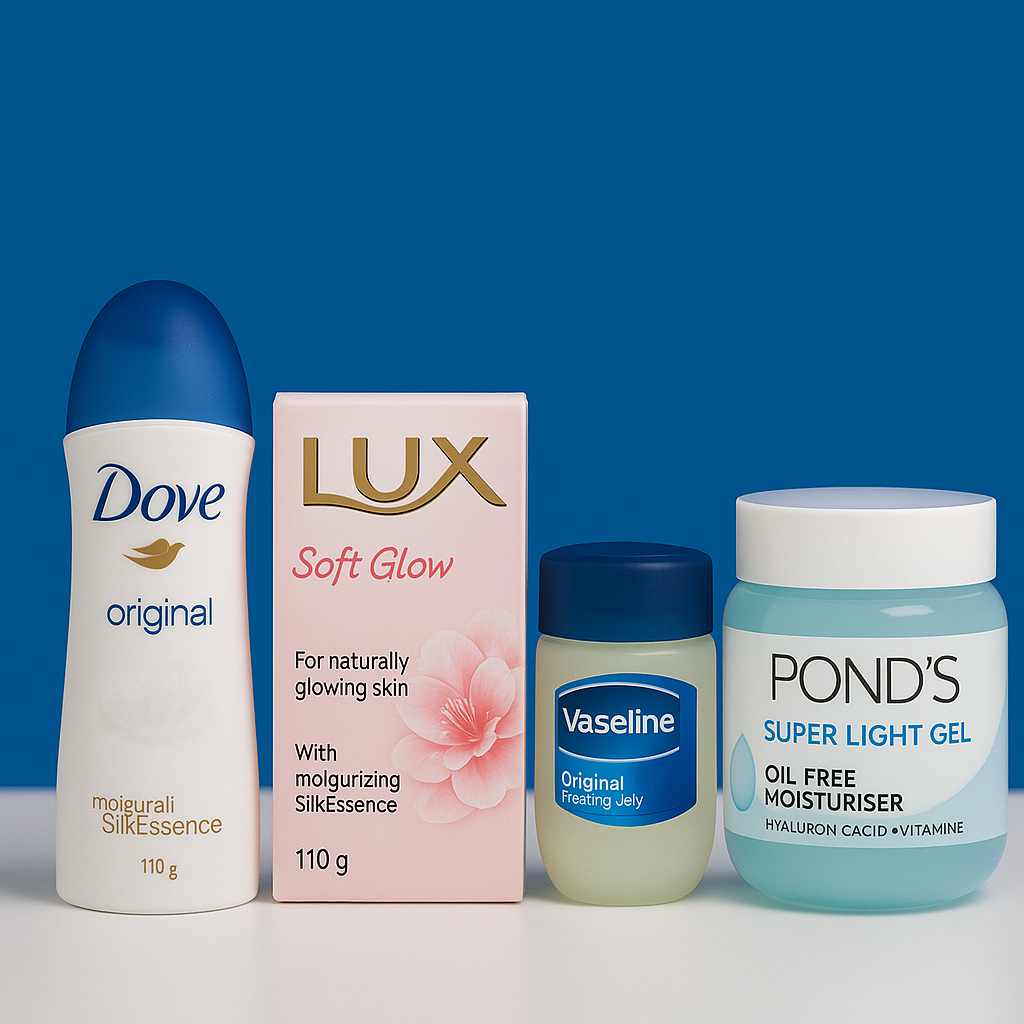 Dove
original
moigurali
SilkEssence
110 g
LUX
Soft Glow
For naturally
glowing skin
With
molgurizing
SilkEssence
110 g
Vaseline
Original
Freating Jely
POND'S
SUPER LIGHT GEL
OIL FREE
MOISTURISER
HYALURON CACID •VITAMINE